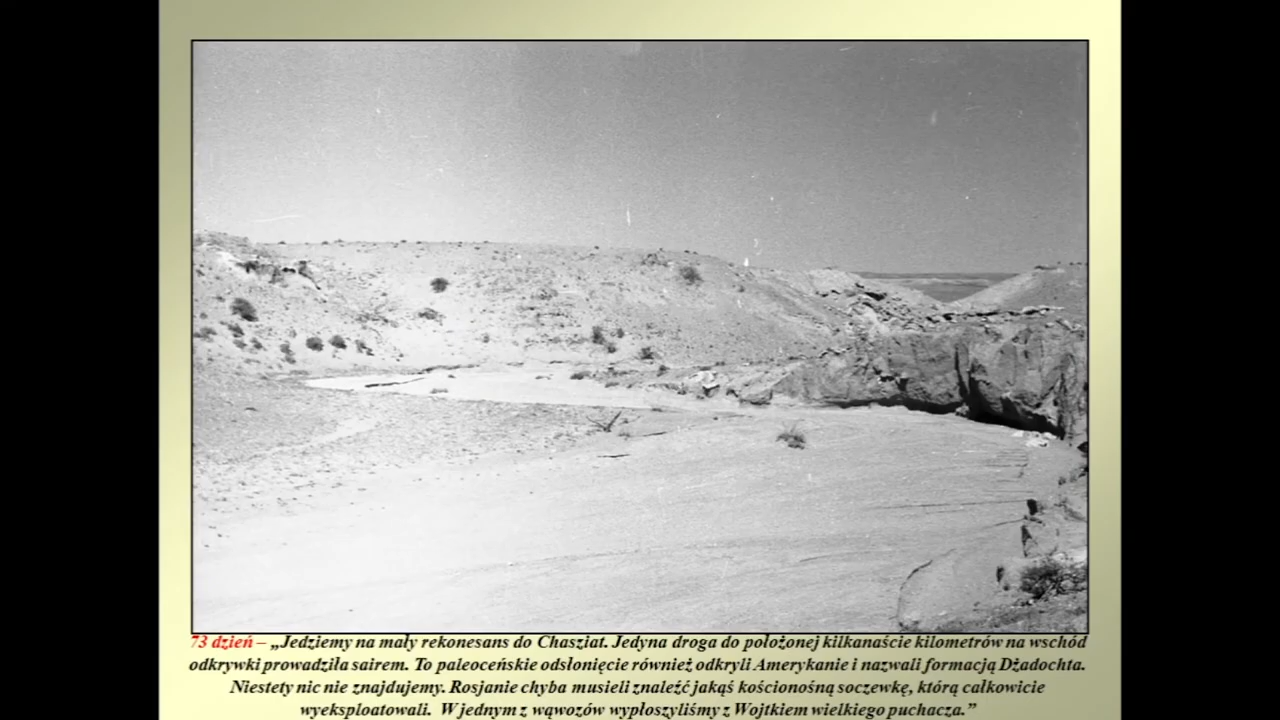 73 dzień – „Jedziemy na mały rekonesans do Chasziat. Jedyna droga do położonej kilkanaście kilometrów na wschód
odkrywki prowadziła sairem. To paleoceńskie odsłonięcie również odkryli Amerykanie i nazwali formacją Dżadochta.
Niestety nic nie znajdujemy. Rosjanie chyba musieli znaleźć jakąś kościonośną soczewkę, którą całkowicie
wyeksploatowali. W jednym z wąwozów wypłoszyliśmy z Wojtkiem wielkiego puchacza.”